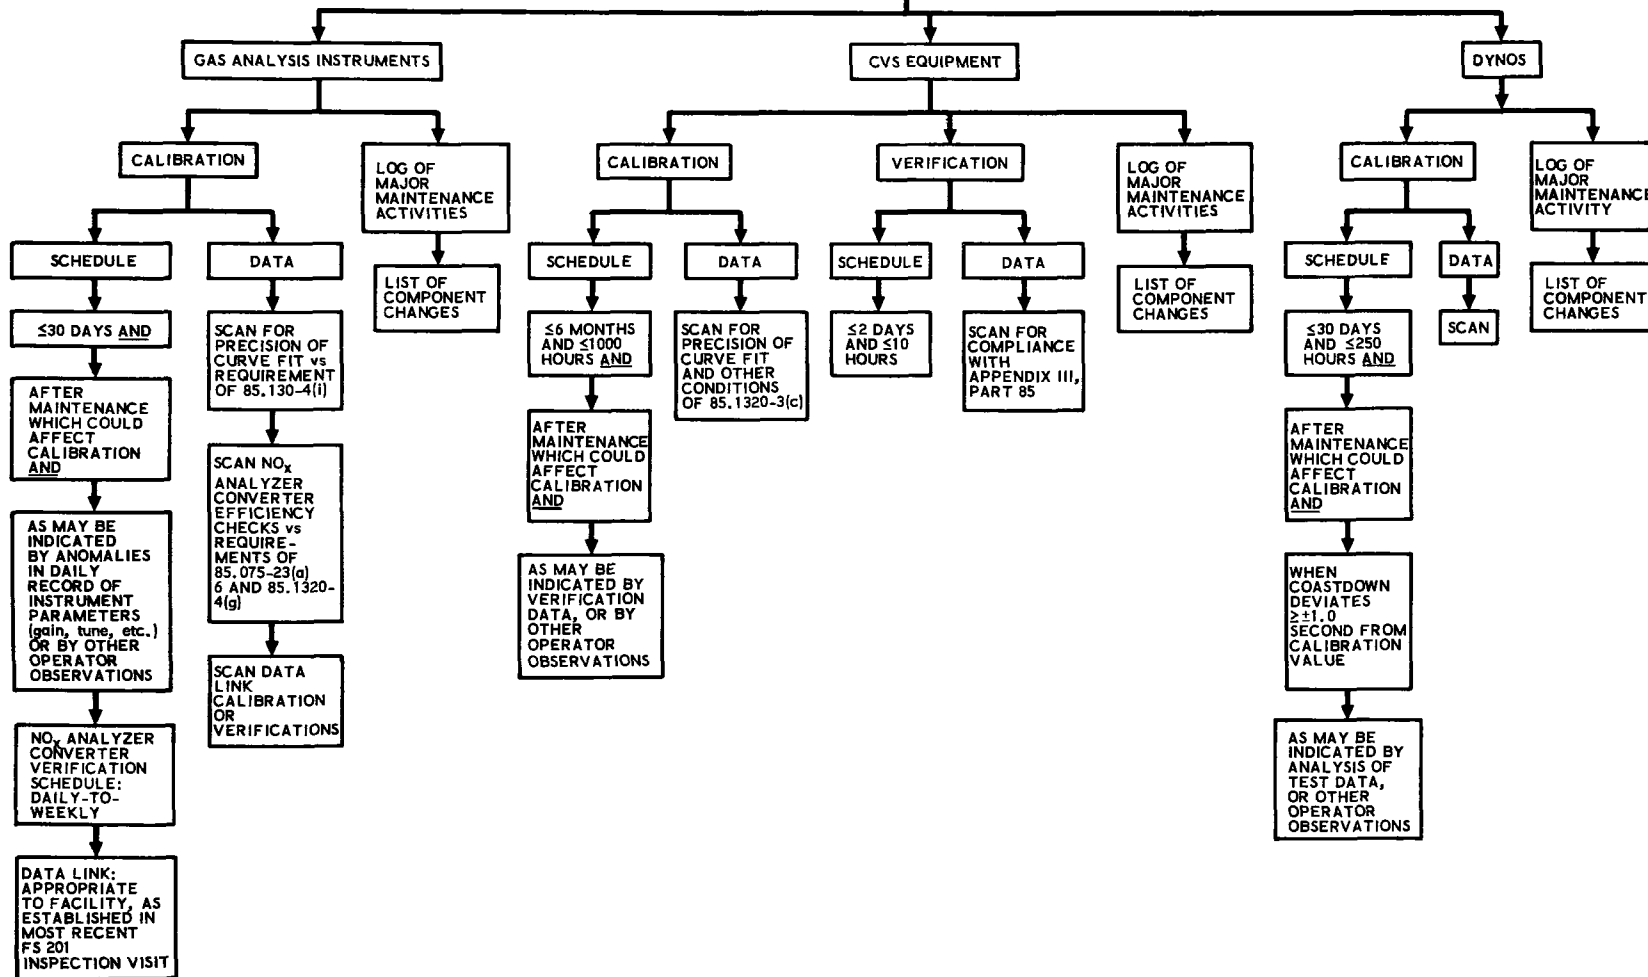 GAS ANALYSIS INSTRUMENTS
CALIBRATION
SCHEDULE
≤30 DAYS AND
AFTER
MAINTENANCE
WHICH COULD
AFFECT
CALIBRATION
AND
AS MAY BE
INDICATED
BY ANOMALIES
IN DAILY
RECORD OF
INSTRUMENT
PARAMETERS
(gain, tune, etc.)
OR BY OTHER
OPERATOR
OBSERVATIONS
NOX ANALYZER
CONVERTER
VERIFICATION
SCHEDULE:
DAILY-TO-
WEEKLY
DATA LINK:
APPROPRIATE
TO FACILITY, AS
ESTABLISHED IN
MOST RECENT
FS 201
INSPECTION VISIT
DATA
SCAN FOR
PRECISION OF
CURVE FIT vs
REQUIREMENT
OF 85.130-4(i)
SCAN NOx
ANALYZER
CONVERTER
EFFICIENCY
CHECKS vs
REQUIRE-
MENTS OF
85.075-23(a)
6 AND 85.1320-
4(g)
SCAN DATA
LINK
CALIBRATION
OR
VERIFICATIONS
LOG OF
MAJOR
MAINTENANCE
ACTIVITIES
LIST OF
COMPONENT
CHANGES
CVS EQUIPMENT
CALIBRATION
SCHEDULE
≤6 MONTHS
AND ≤1000
HOURS AND
AFTER
MAINTENANCE
WHICH COULD
AFFECT
CALIBRATION
AND
AS MAY BE
INDICATED BY
VERIFICATION
DATA, OR BY
OTHER
OPERATOR
OBSERVATIONS
DATA
SCAN FOR
PRECISION OF
CURVE FIT
AND OTHER
CONDITIONS
OF 85.1320-3(c)
VERIFICATION
SCHEDULE
≤2 DAYS
AND ≤10
HOURS
DATA
SCAN FOR
COMPLIANCE
WITH
APPENDIX III,
PART 85
LOG OF
MAJOR
MAINTENANCE
ACTIVITIES
LIST OF
COMPONENT
CHANGES
DYNOS
CALIBRATION
SCHEDULE
≤30 DAYS
AND ≤250
HOURS AND
AFTER
MAINTENANCE
WHICH COULD
AFFECT
CALIBRATION
AND
WHEN
COASTDOWN
DEVIATES
≥±1.0
SECOND FROM
CALIBRATION
VALUE
AS MAY BE
INDICATED BY
ANALYSIS OF
TEST DATA,
OR OTHER
OPERATOR
OBSERVATIONS
DATA
SCAN
LOG OF
MAJOR
MAINTENANCE
ACTIVITY
LIST OF
COMPONENT
CHANGES